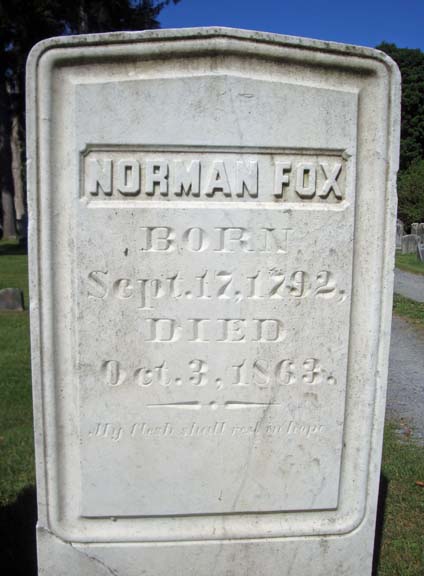 NORMAN FOX
BORN
Sept. 17, 1792,
DIED
Oct. 3, 1863.
My flesh shall rest in hope